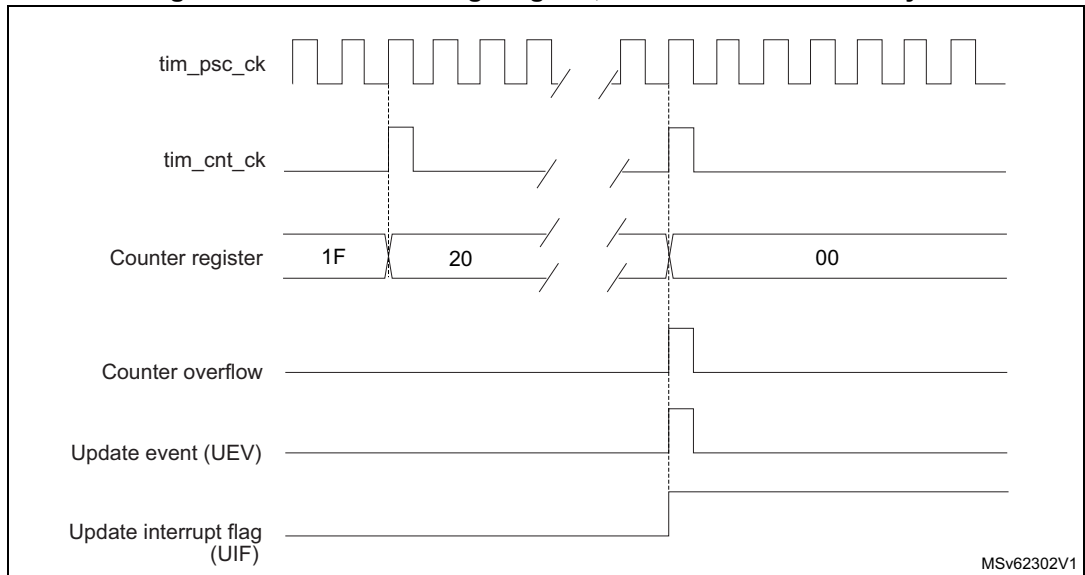 tim_psc_ck
tim_cnt_ck
Counter register
1F
20
00
Counter overflow
Update event (UEV)
Update interrupt flag
(UIF)
MSv62302V1